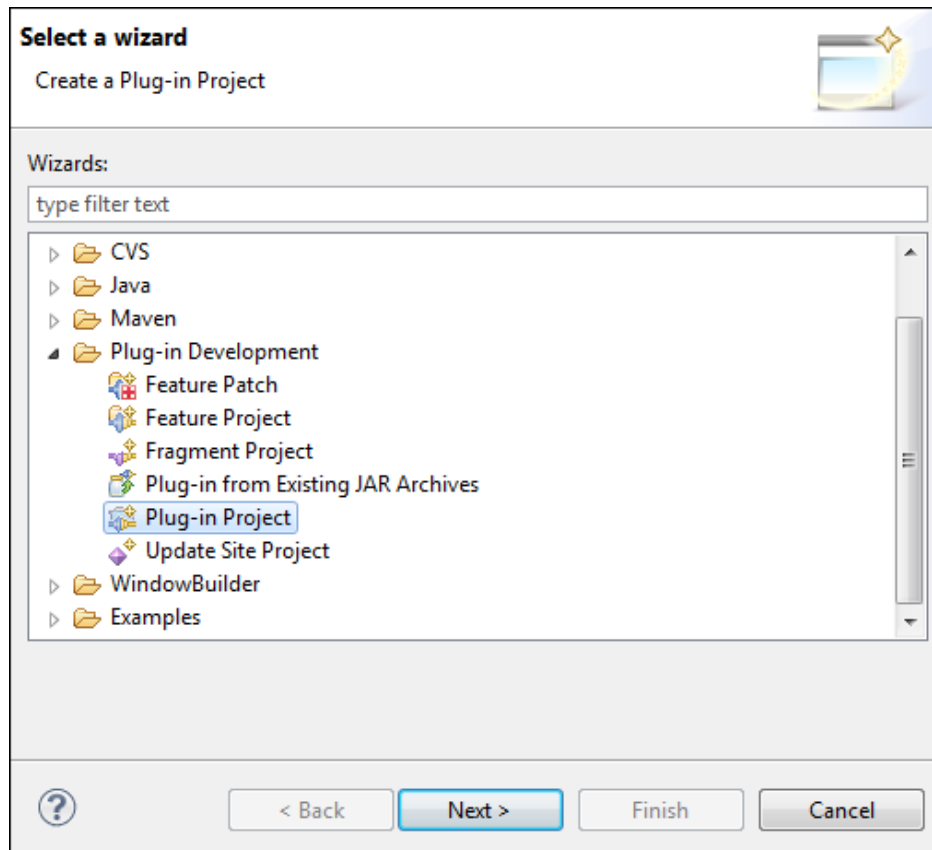 Select a wizard
Create a Plug-in Project
Wizards:
type filter text
CVS
Java
Maven
Plug-in Development
Feature Patch
Feature Project
Fragment Project
Plug-in from Existing JAR Archives
Plug-in Project
Update Site Project
WindowBuilder
Examples
? < Back Next > Finish Cancel